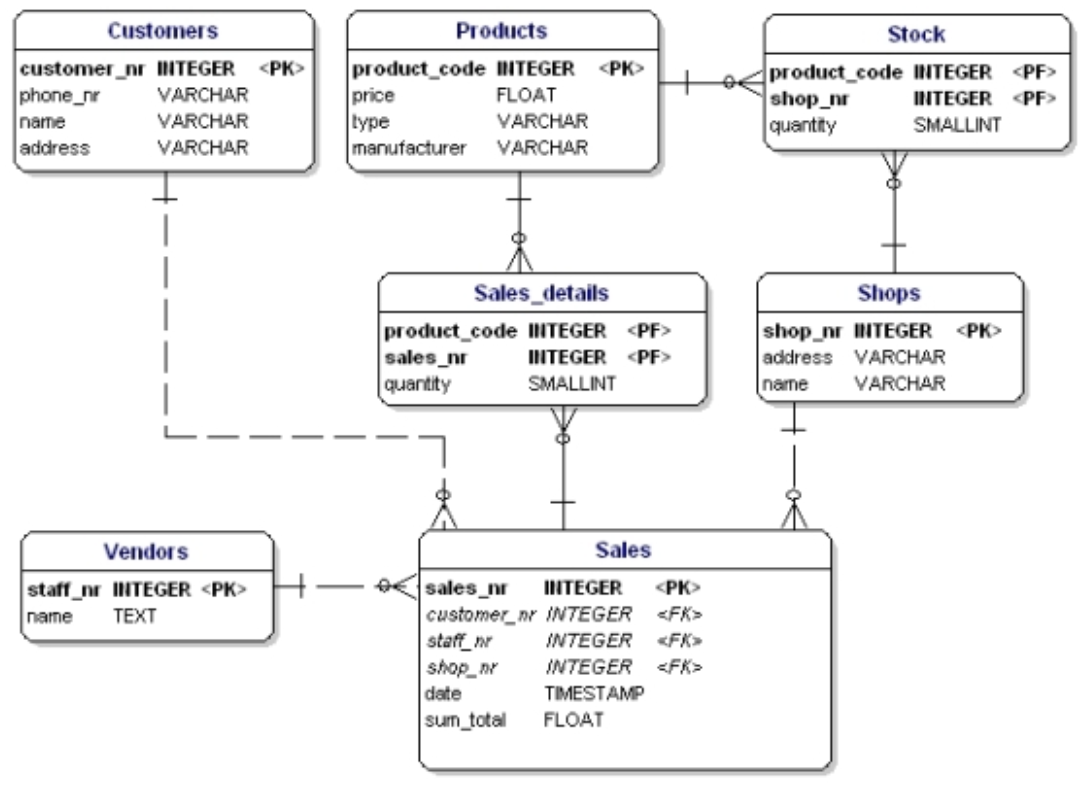 Customers
customer_nr INTEGER <PK>
phone_nr VARCHAR
name VARCHAR
address VARCHAR
Products
product_code INTEGER <PK>
price FLOAT
type VARCHAR
manufacturer VARCHAR
Stock
product_code INTEGER <PF>
shop_nr INTEGER <PF>
quantity SMALLINT
Sales_details
product_code INTEGER <PF>
sales_nr INTEGER <PF>
quantity SMALLINT
Shops
shop_nr INTEGER <PK>
address VARCHAR
name VARCHAR
Vendors
staff_nr INTEGER <PK>
name TEXT
Sales
sales_nr INTEGER <PK>
customer_nr INTEGER <FK>
staff_nr INTEGER <FK>
shop_nr INTEGER <FK>
date TIMESTAMP
sum_total FLOAT